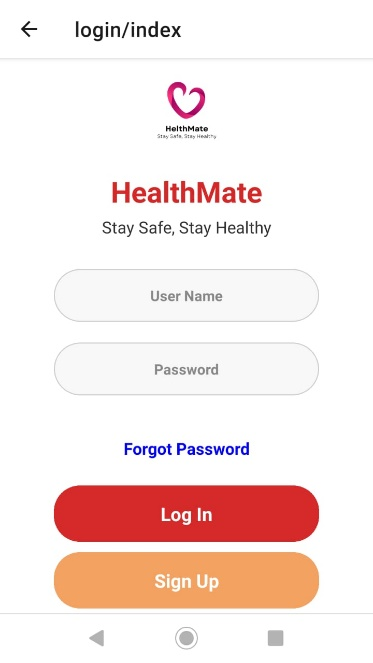 login/index
HelthMate
Stay Safe, Stay Healthy
HealthMate
Stay Safe, Stay Healthy
User Name
Password
Forgot Password
Log In
Sign Up